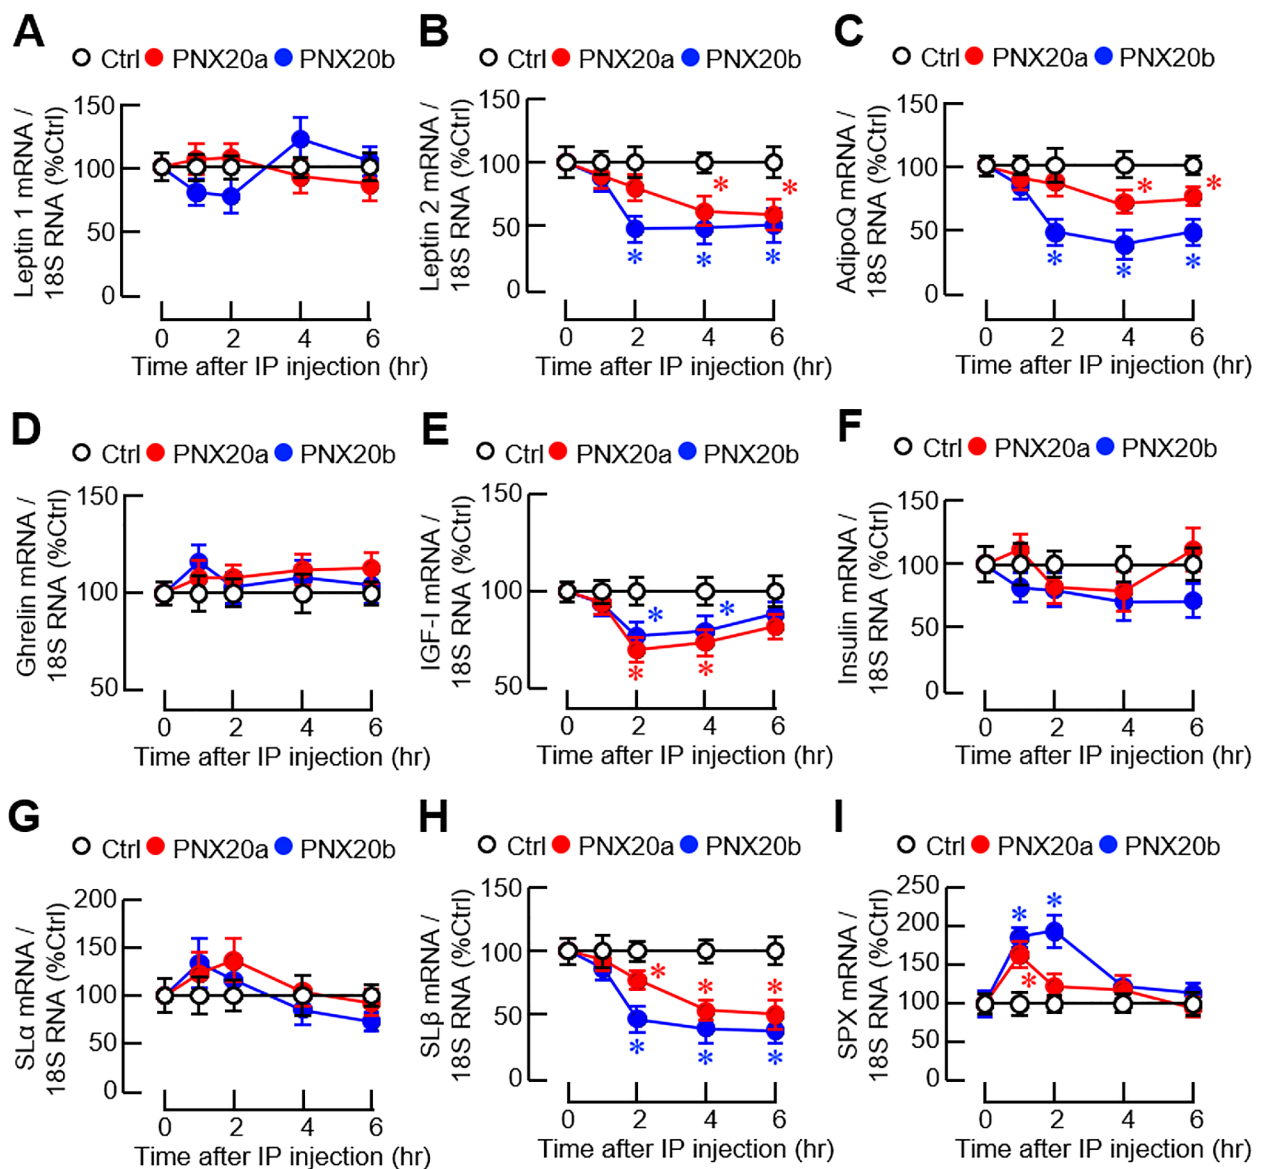 A
Ctrl PNX20a PNX20b
Leptin 1 mRNA /
18S RNA (%Ctrl)
150
100
50
0
0 2 4 6
Time after IP injection (hr)
B
Ctrl PNX20a PNX20b
Leptin 2 mRNA /
18S RNA (%Ctrl)
150
100
50
0
* *
* * *
0 2 4 6
Time after IP injection (hr)
C
Ctrl PNX20a PNX20b
AdipoQ mRNA /
18S RNA (%Ctrl)
150
100
50
0
* *
* * *
0 2 4 6
Time after IP injection (hr)
D
Ctrl PNX20a PNX20b
Ghrelin mRNA /
18S RNA (%Ctrl)
150
100
50
0 2 4 6
Time after IP injection (hr)
E
Ctrl PNX20a PNX20b
IGF-I mRNA /
18S RNA (%Ctrl)
150
100
50
* *
* *
0 2 4 6
Time after IP injection (hr)
F
Ctrl PNX20a PNX20b
Insulin mRNA /
18S RNA (%Ctrl)
150
100
50
0
0 2 4 6
Time after IP injection (hr)
G
Ctrl PNX20a PNX20b
SLα mRNA /
18S RNA (%Ctrl)
200
150
100
50
0
0 2 4 6
Time after IP injection (hr)
H
Ctrl PNX20a PNX20b
SLβ mRNA /
18S RNA (%Ctrl)
150
100
50
0
* * *
* * *
0 2 4 6
Time after IP injection (hr)
I
Ctrl PNX20a PNX20b
SPX mRNA /
18S RNA (%Ctrl)
250
200
150
100
50
0
* *
*
0 2 4 6
Time after IP injection (hr)